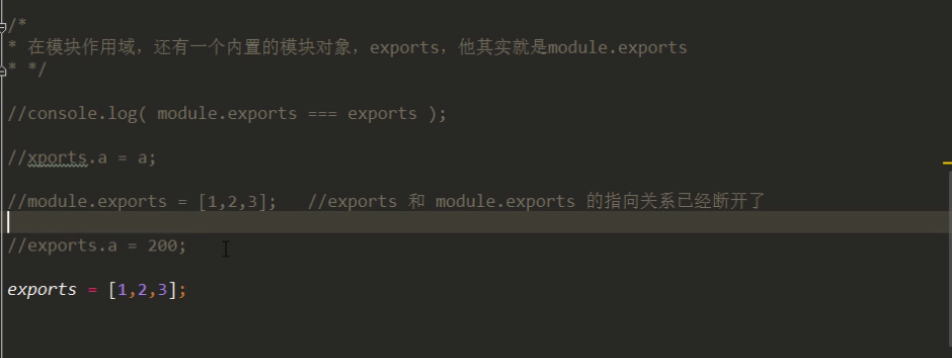 /*
* 在模块作用域，还有一个内置的模块对象，exports，他其实就是module.exports
* */
//console.log( module.exports === exports );
//xports.a = a;
//module.exports = [1,2,3];   //exports 和 module.exports 的指向关系已经断开了
//exports.a = 200;
exports = [1,2,3];